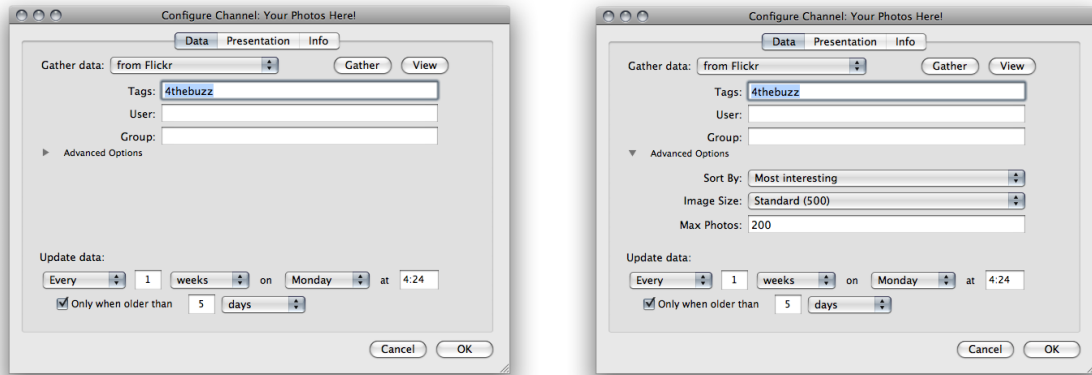 Configure Channel: Your Photos Here!
Data Presentation Info
Gather data: from Flickr Gather View
Tags: 4thebuzz
User:
Group:
Advanced Options
Update data:
Every 1 weeks on Monday at 4:24
Only when older than 5 days
Cancel OK
Configure Channel: Your Photos Here!
Data Presentation Info
Gather data: from Flickr Gather View
Tags: 4thebuzz
User:
Group:
Advanced Options
Sort By: Most interesting
Image Size: Standard (500)
Max Photos: 200
Update data:
Every 1 weeks on Monday at 4:24
Only when older than 5 days
Cancel OK